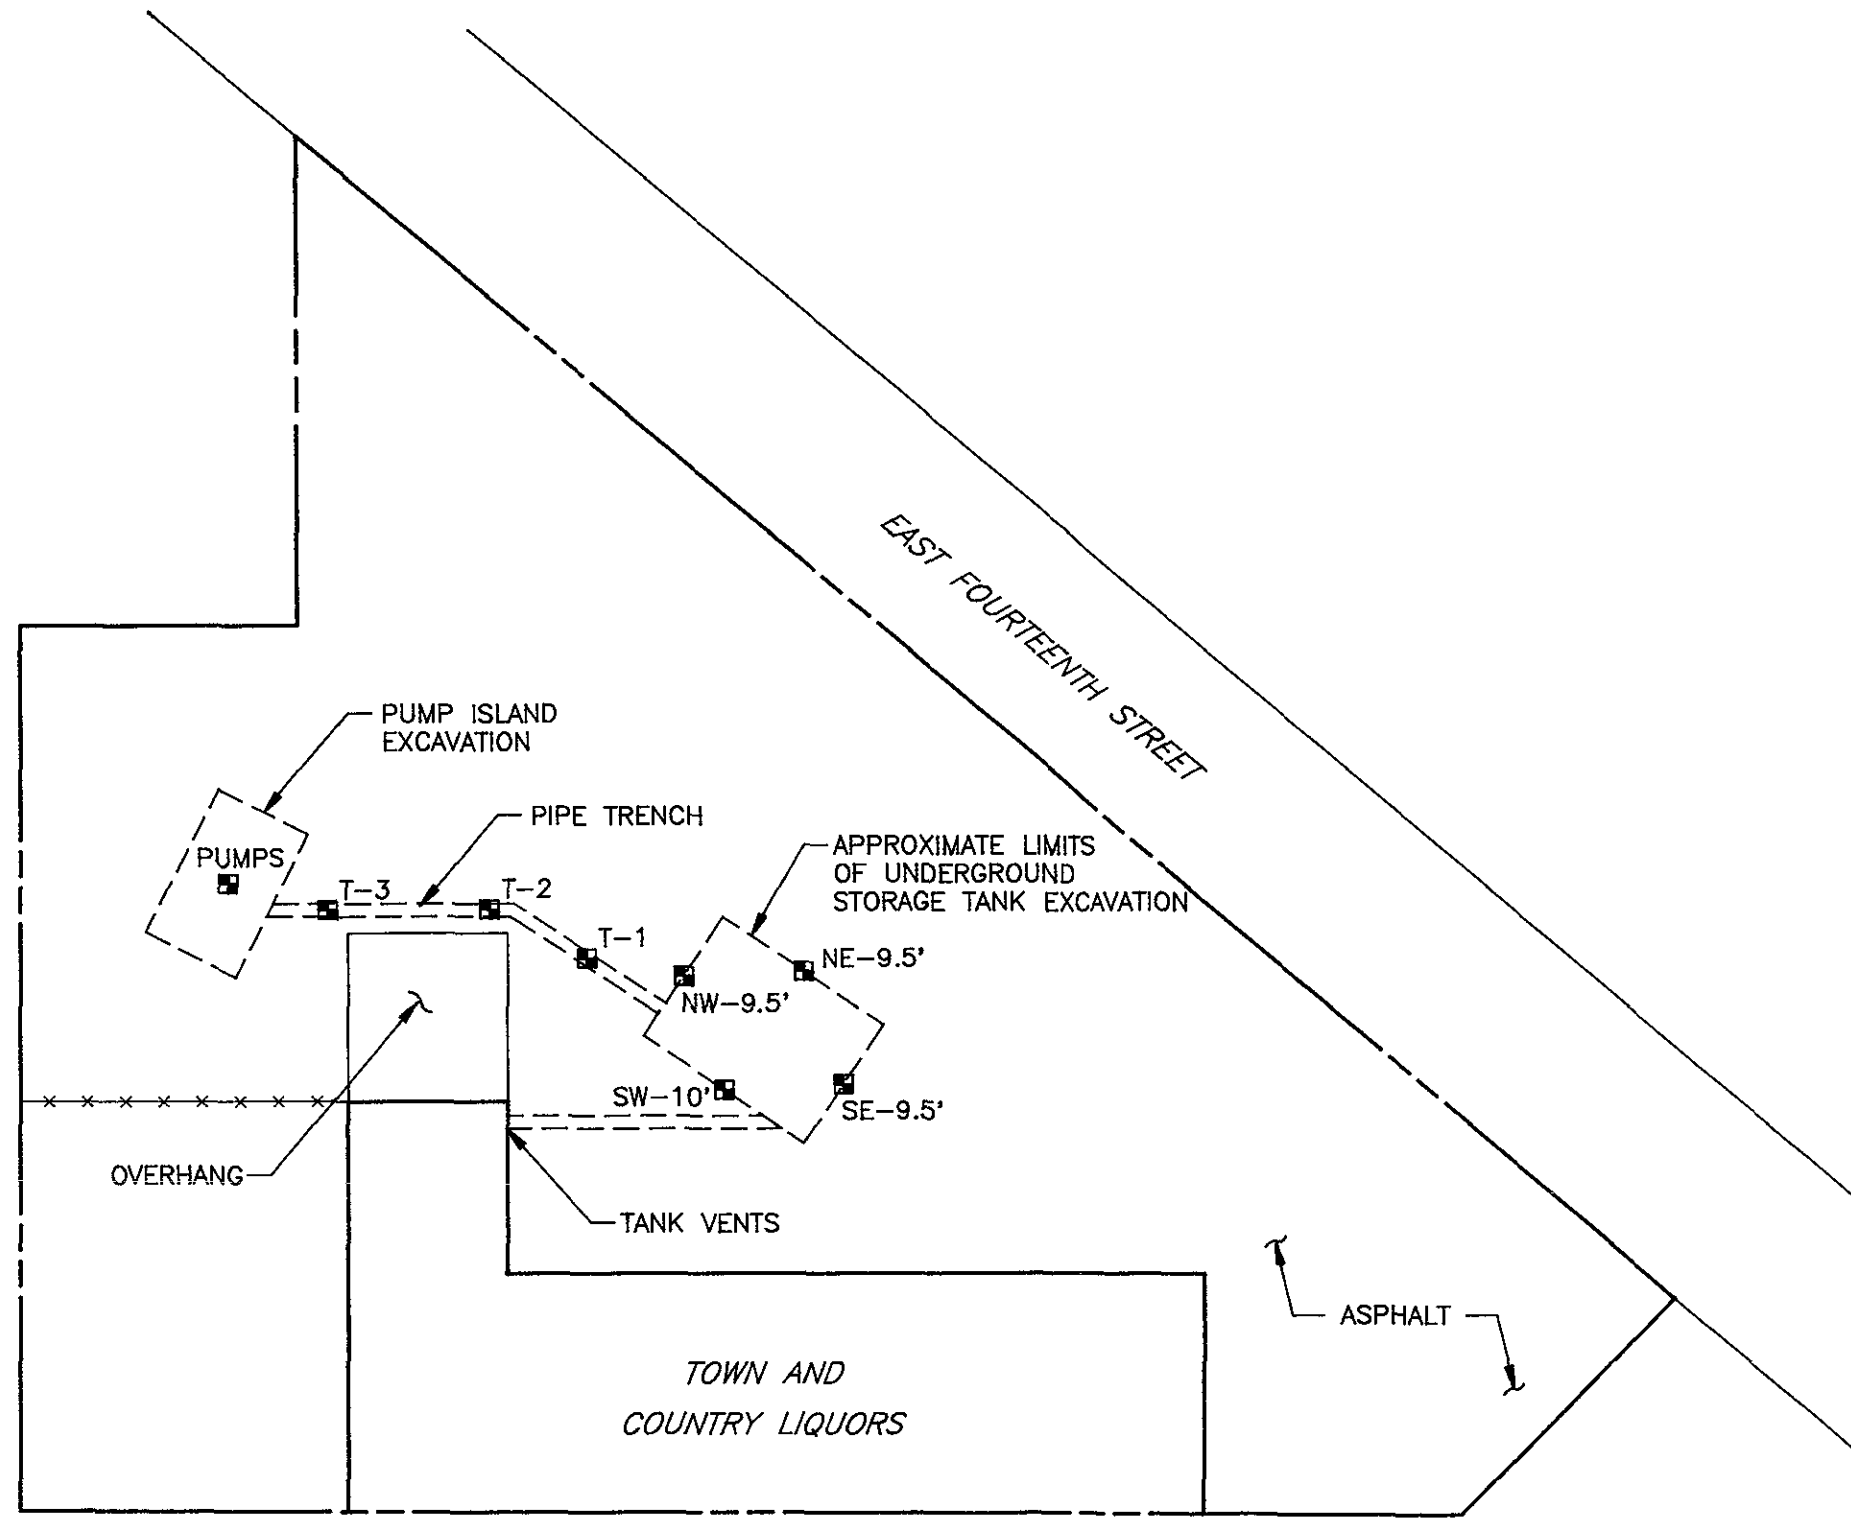 EAST FOURTEENTH STREET
PUMP ISLAND
EXCAVATION
PIPE TRENCH
APPROXIMATE LIMITS
OF UNDERGROUND
STORAGE TANK EXCAVATION
PUMPS
T-3
T-2
T-1
NE-9.5'
NW-9.5'
SW-10'
SE-9.5'
OVERHANG
TANK VENTS
ASPHALT
TOWN AND
COUNTRY LIQUORS